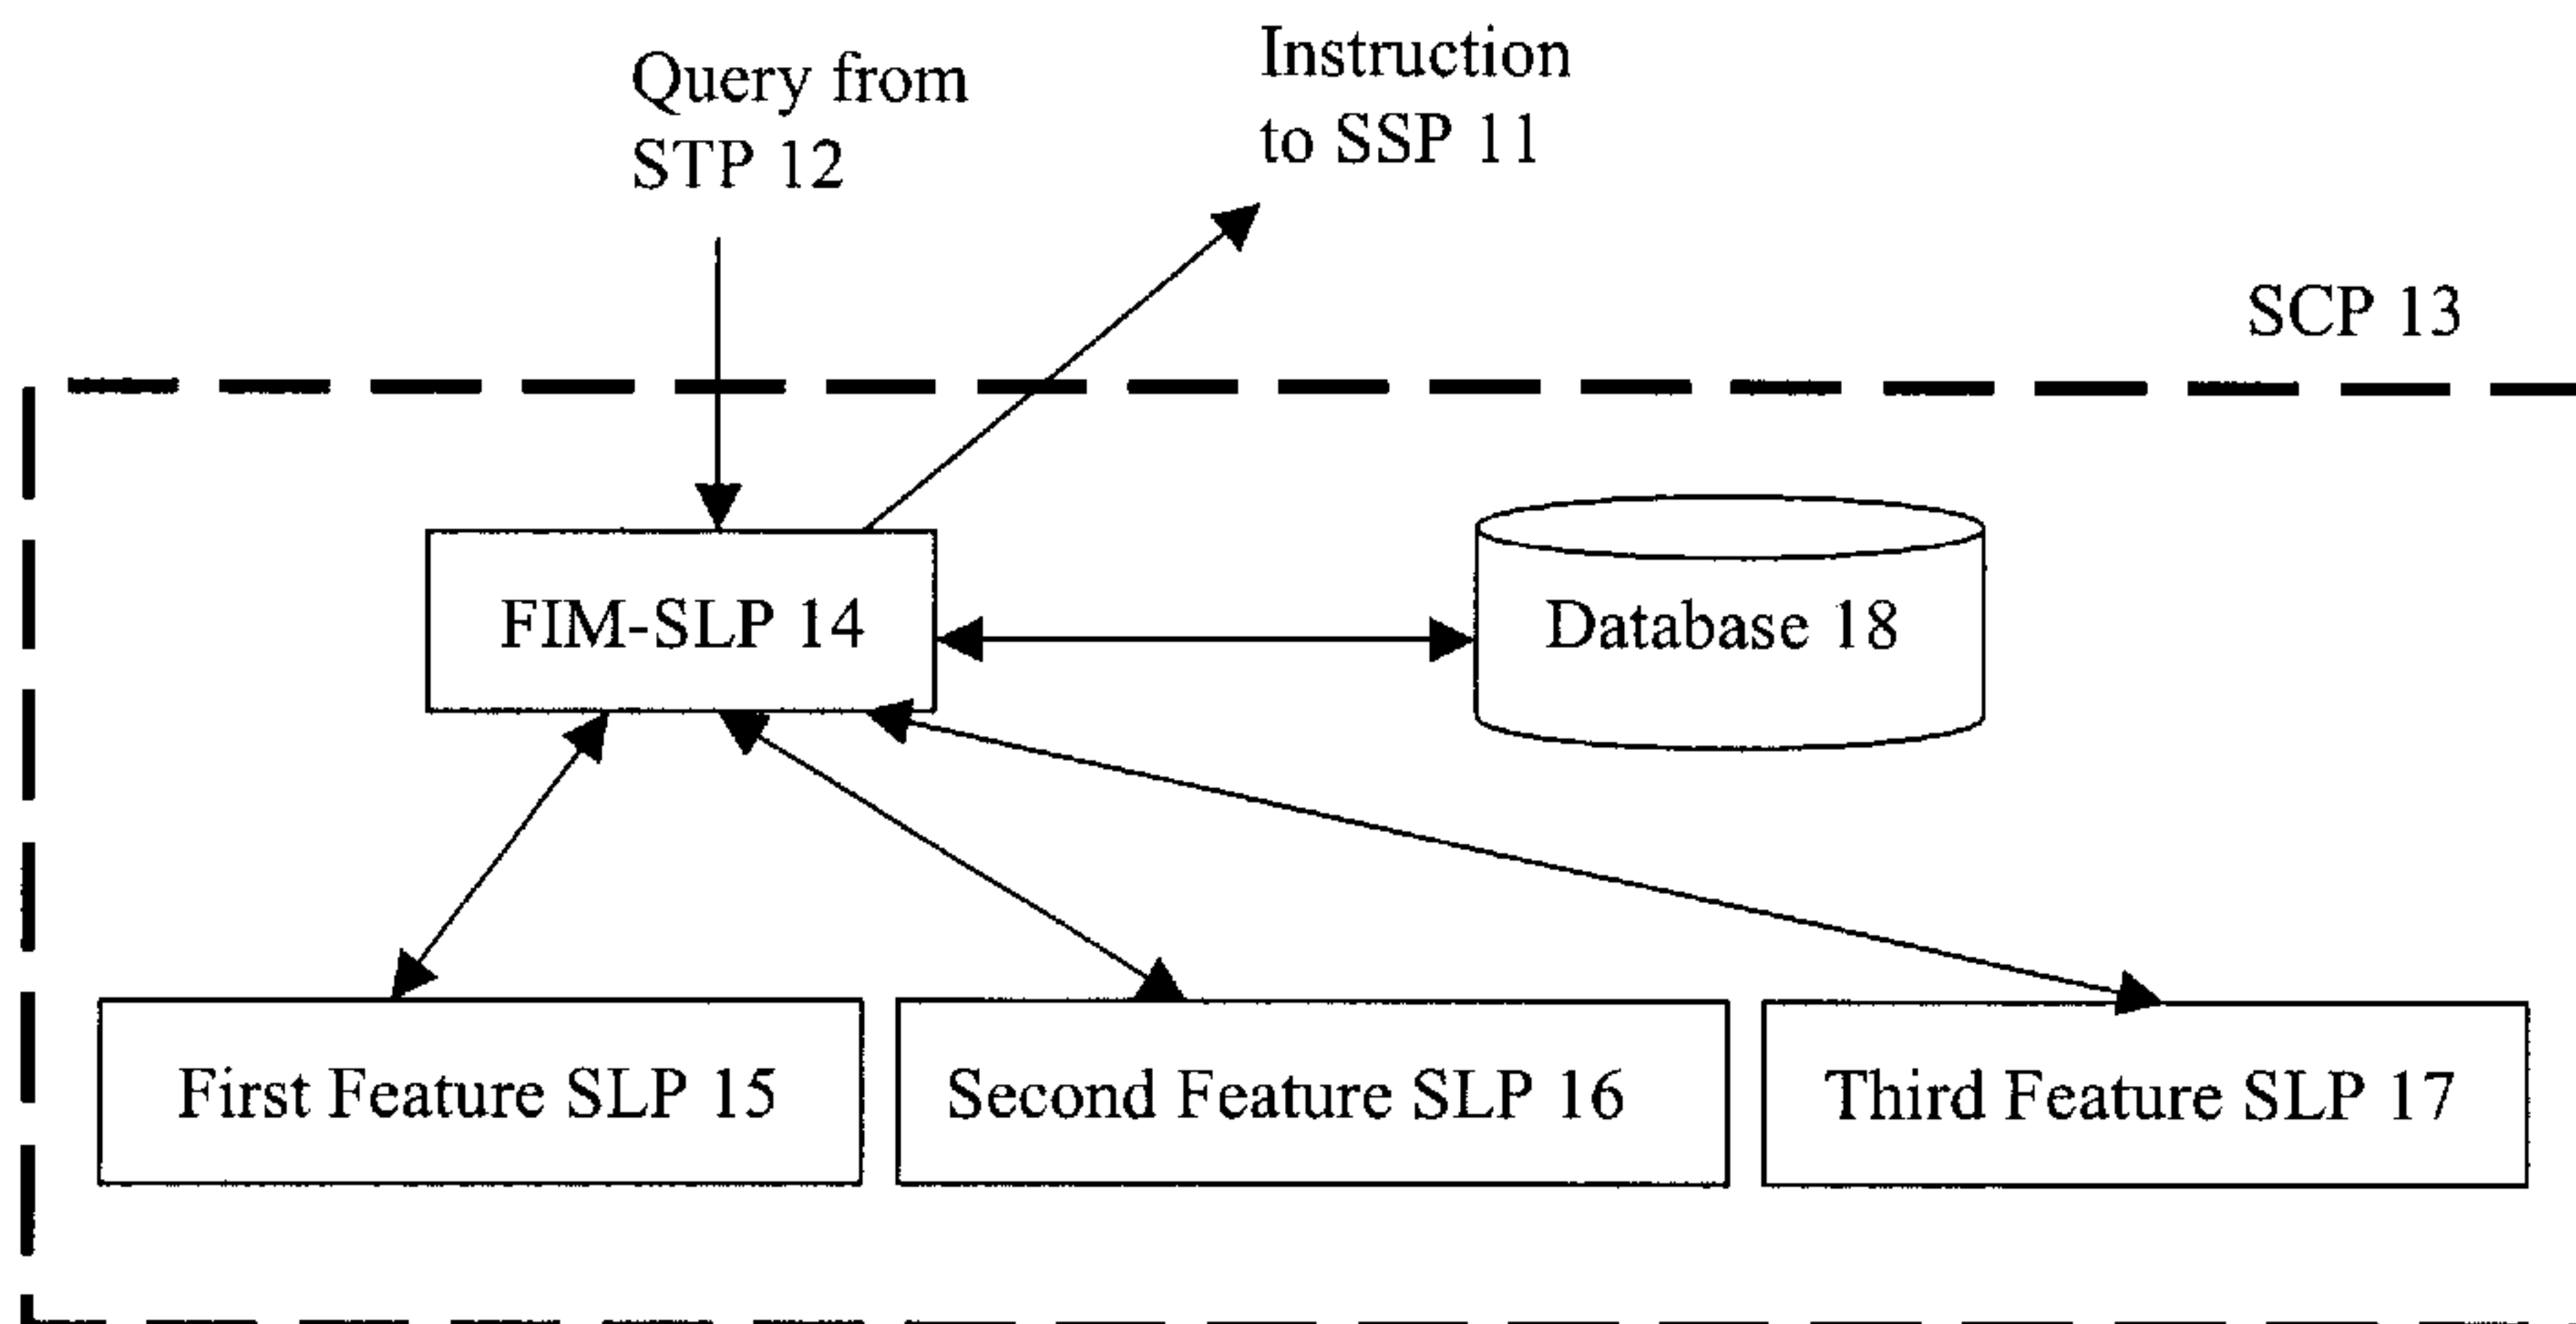 Query from
STP 12
Instruction
to SSP 11
SCP 13
FIM-SLP 14
Database 18
First Feature SLP 15
Second Feature SLP 16
Third Feature SLP 17